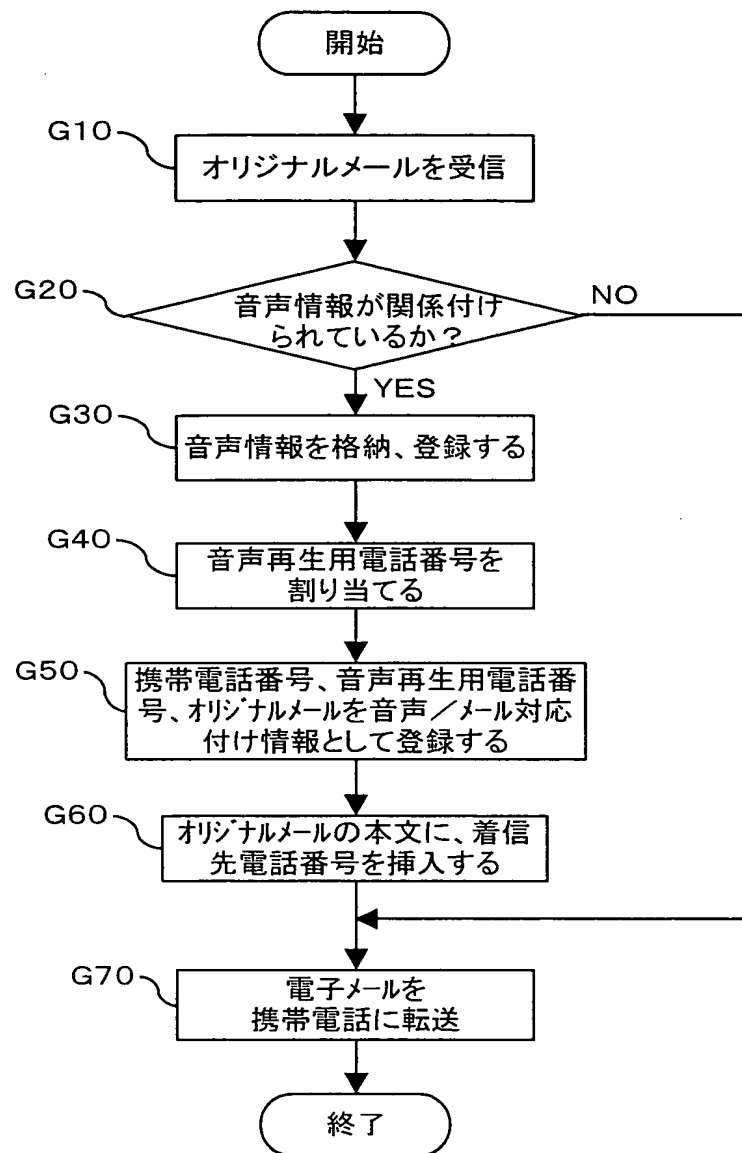 開始
G10
オリジナルメールを受信
G20
音声情報が関係付け
られているか？
NO
YES
G30
音声情報を格納、登録する
G40
音声再生用電話番号を
割り当てる
G50
携帯電話番号、音声再生用電話番
号、オリジナルメールを音声／メール対応
付け情報として登録する
G60
オリジナルメールの本文に、着信
先電話番号を挿入する
G70
電子メールを
携帯電話に転送
終了